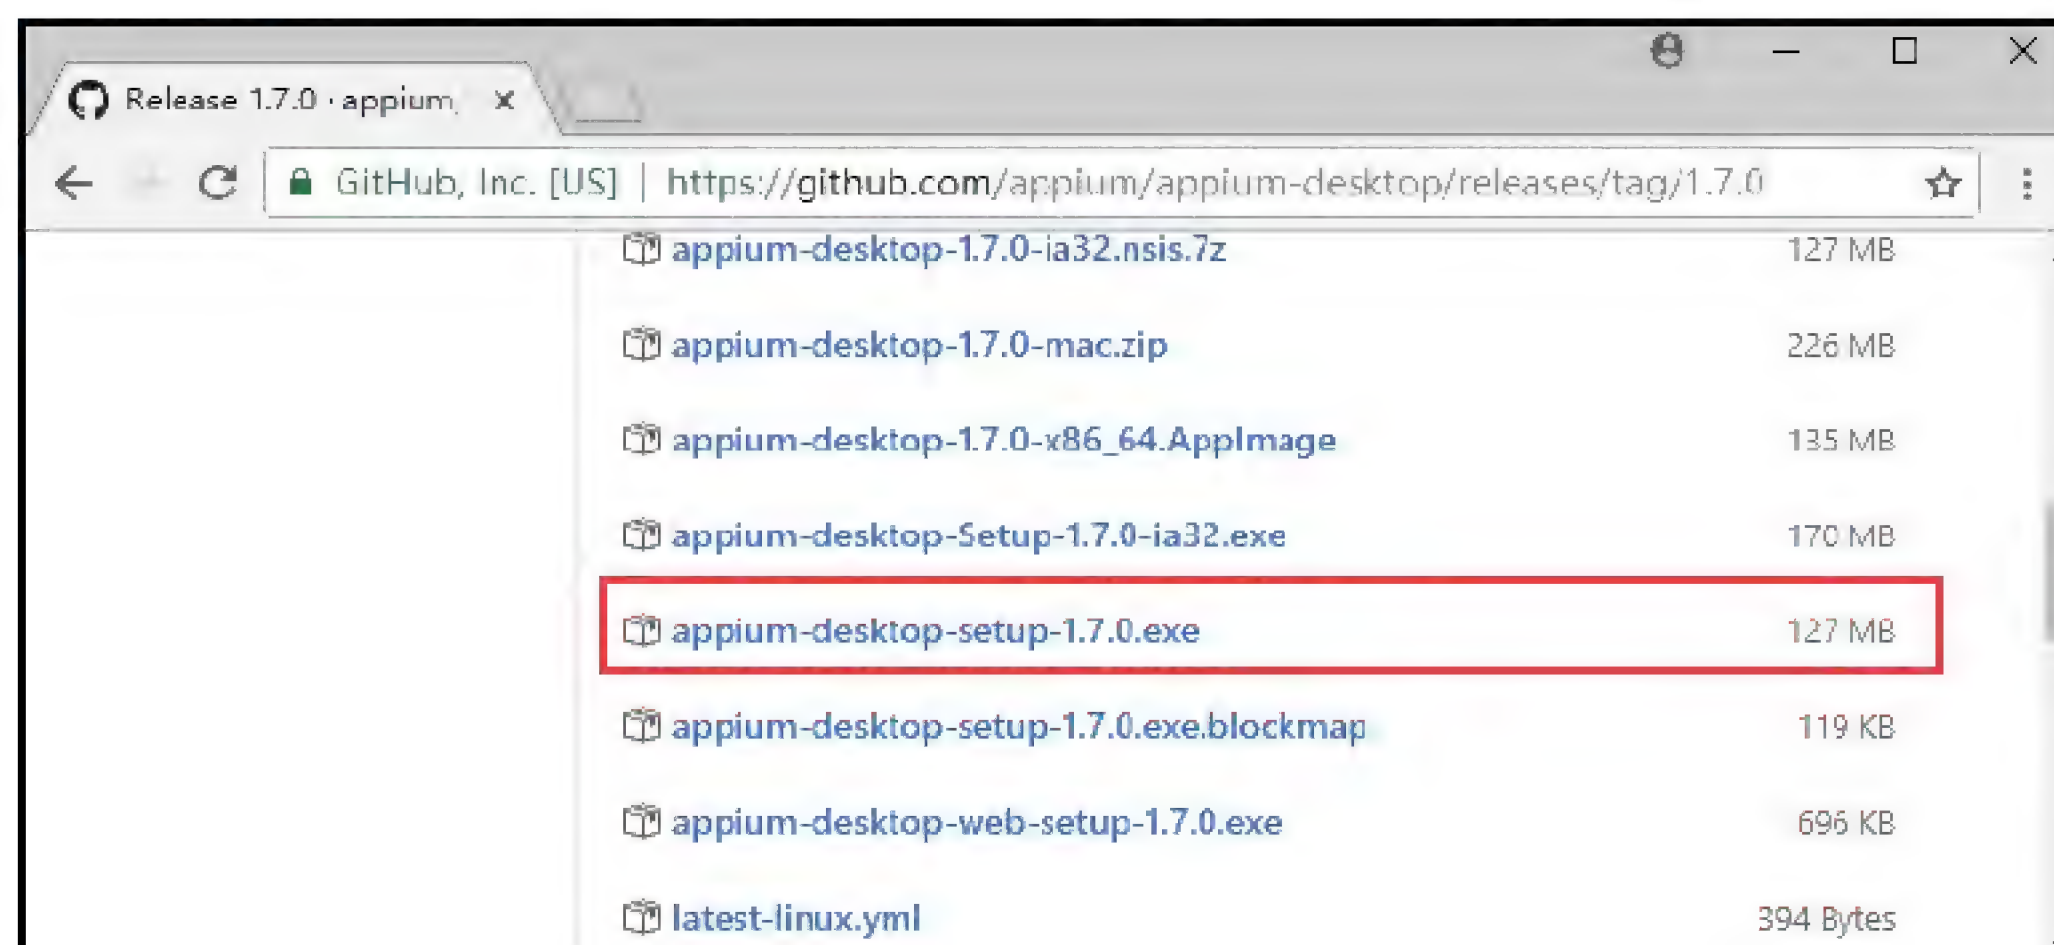 Release 1.7.0 · appium
GitHub, Inc. [US] | https://github.com/appium/appium-desktop/releases/tag/1.7.0
appium-desktop-1.7.0-ia32.nsis.7z 127 MB
appium-desktop-1.7.0-mac.zip 226 MB
appium-desktop-1.7.0-x86_64.AppImage 135 MB
appium-desktop-Setup-1.7.0-ia32.exe 170 MB
appium-desktop-setup-1.7.0.exe 127 MB
appium-desktop-setup-1.7.0.exe.blockmap 119 KB
appium-desktop-web-setup-1.7.0.exe 696 KB
latest-linux.yml 394 Bytes